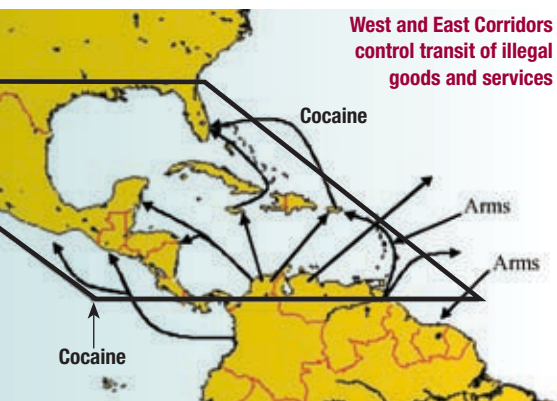 West and East Corridors
control transit of illegal
goods and services
Cocaine
Arms
Arms
Cocaine